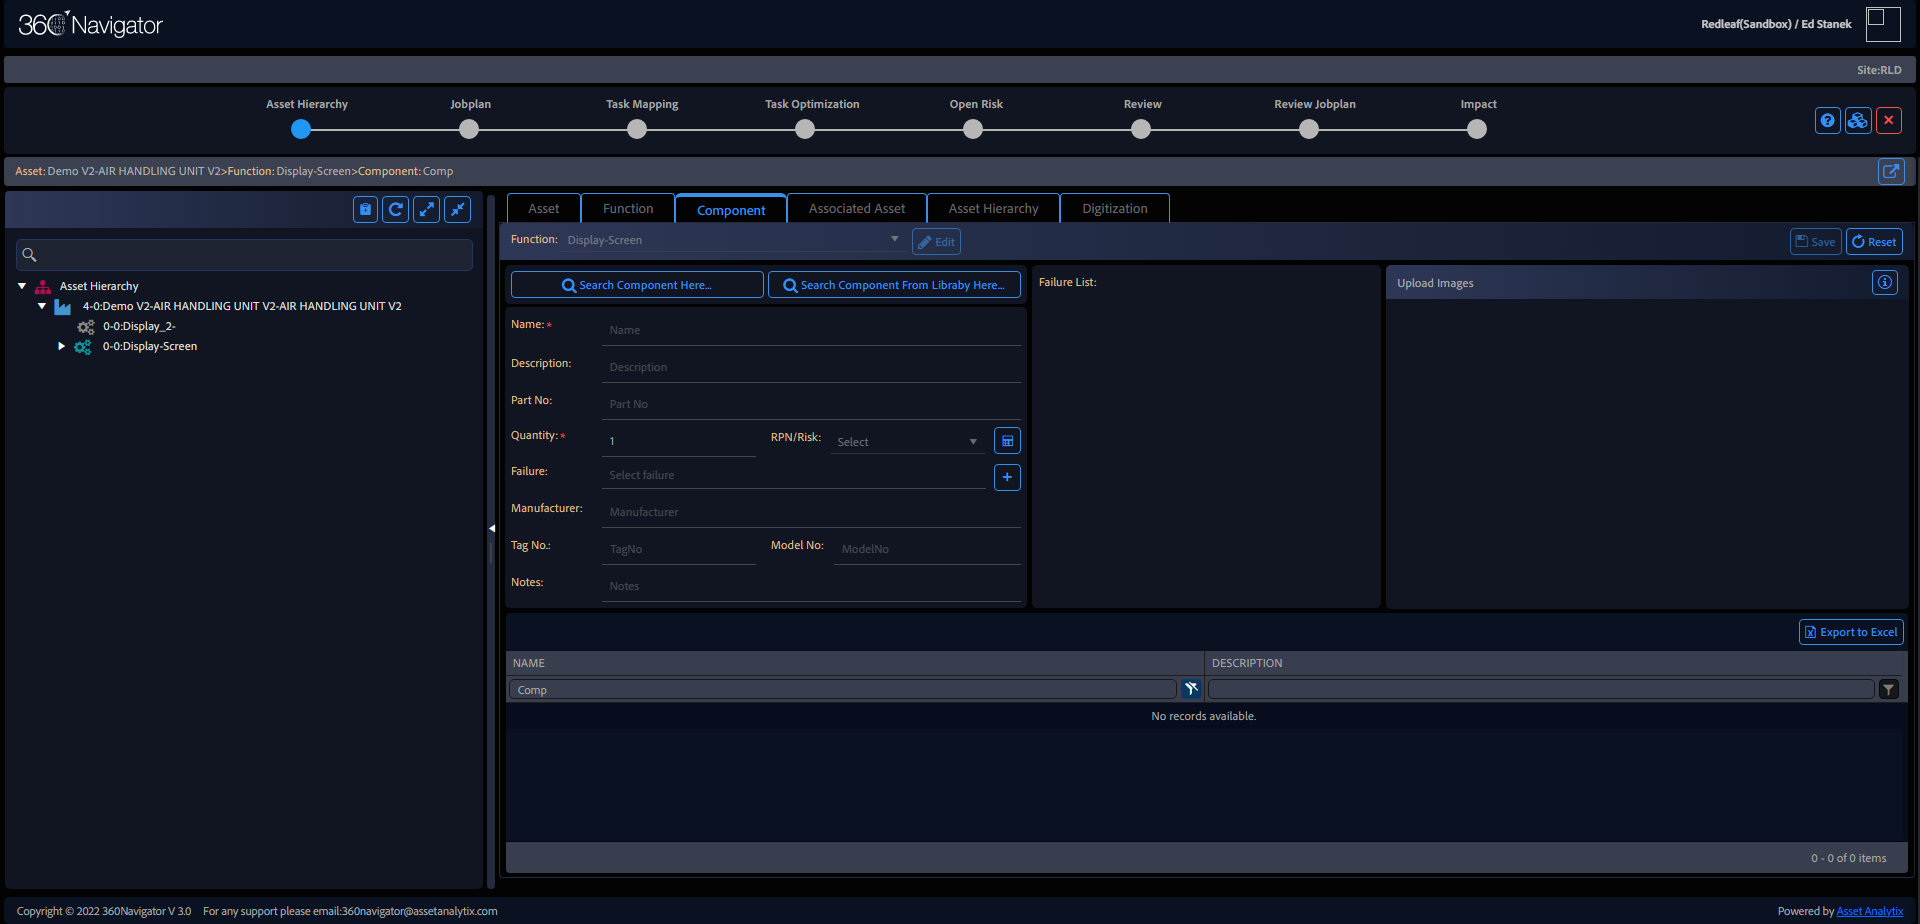 360 Navigator
Redleaf(Sandbox) / Ed Stanek
Site:RLD
Asset Hierarchy
Jobplan
Task Mapping
Task Optimization
Open Risk
Review
Review Jobplan
Impact
Asset: Demo V2-AIR HANDLING UNIT V2>Function: Display-Screen>Component: Comp
Asset Hierarchy
4-0:Demo V2-AIR HANDLING UNIT V2-AIR HANDLING UNIT V2
0-0:Display_2-
0-0:Display-Screen
Asset
Function
Component
Associated Asset
Asset Hierarchy
Digitization
Function: Display-Screen
Edit
Save
Reset
Search Component Here...
Search Component From Libraby Here...
Name:* Name
Description: Description
Part No: Part No
Quantity:* 1 RPN/Risk: Select
Failure: Select failure
Manufacturer: Manufacturer
Tag No.: TagNo Model No: ModelNo
Notes: Notes
Failure List:
Upload Images
Export to Excel
NAME DESCRIPTION
Comp
No records available.
0 - 0 of 0 items
Copyright © 2022 360Navigator V 3.0 For any support please email:360navigator@assetanalytix.com
Powered by Asset Analytix